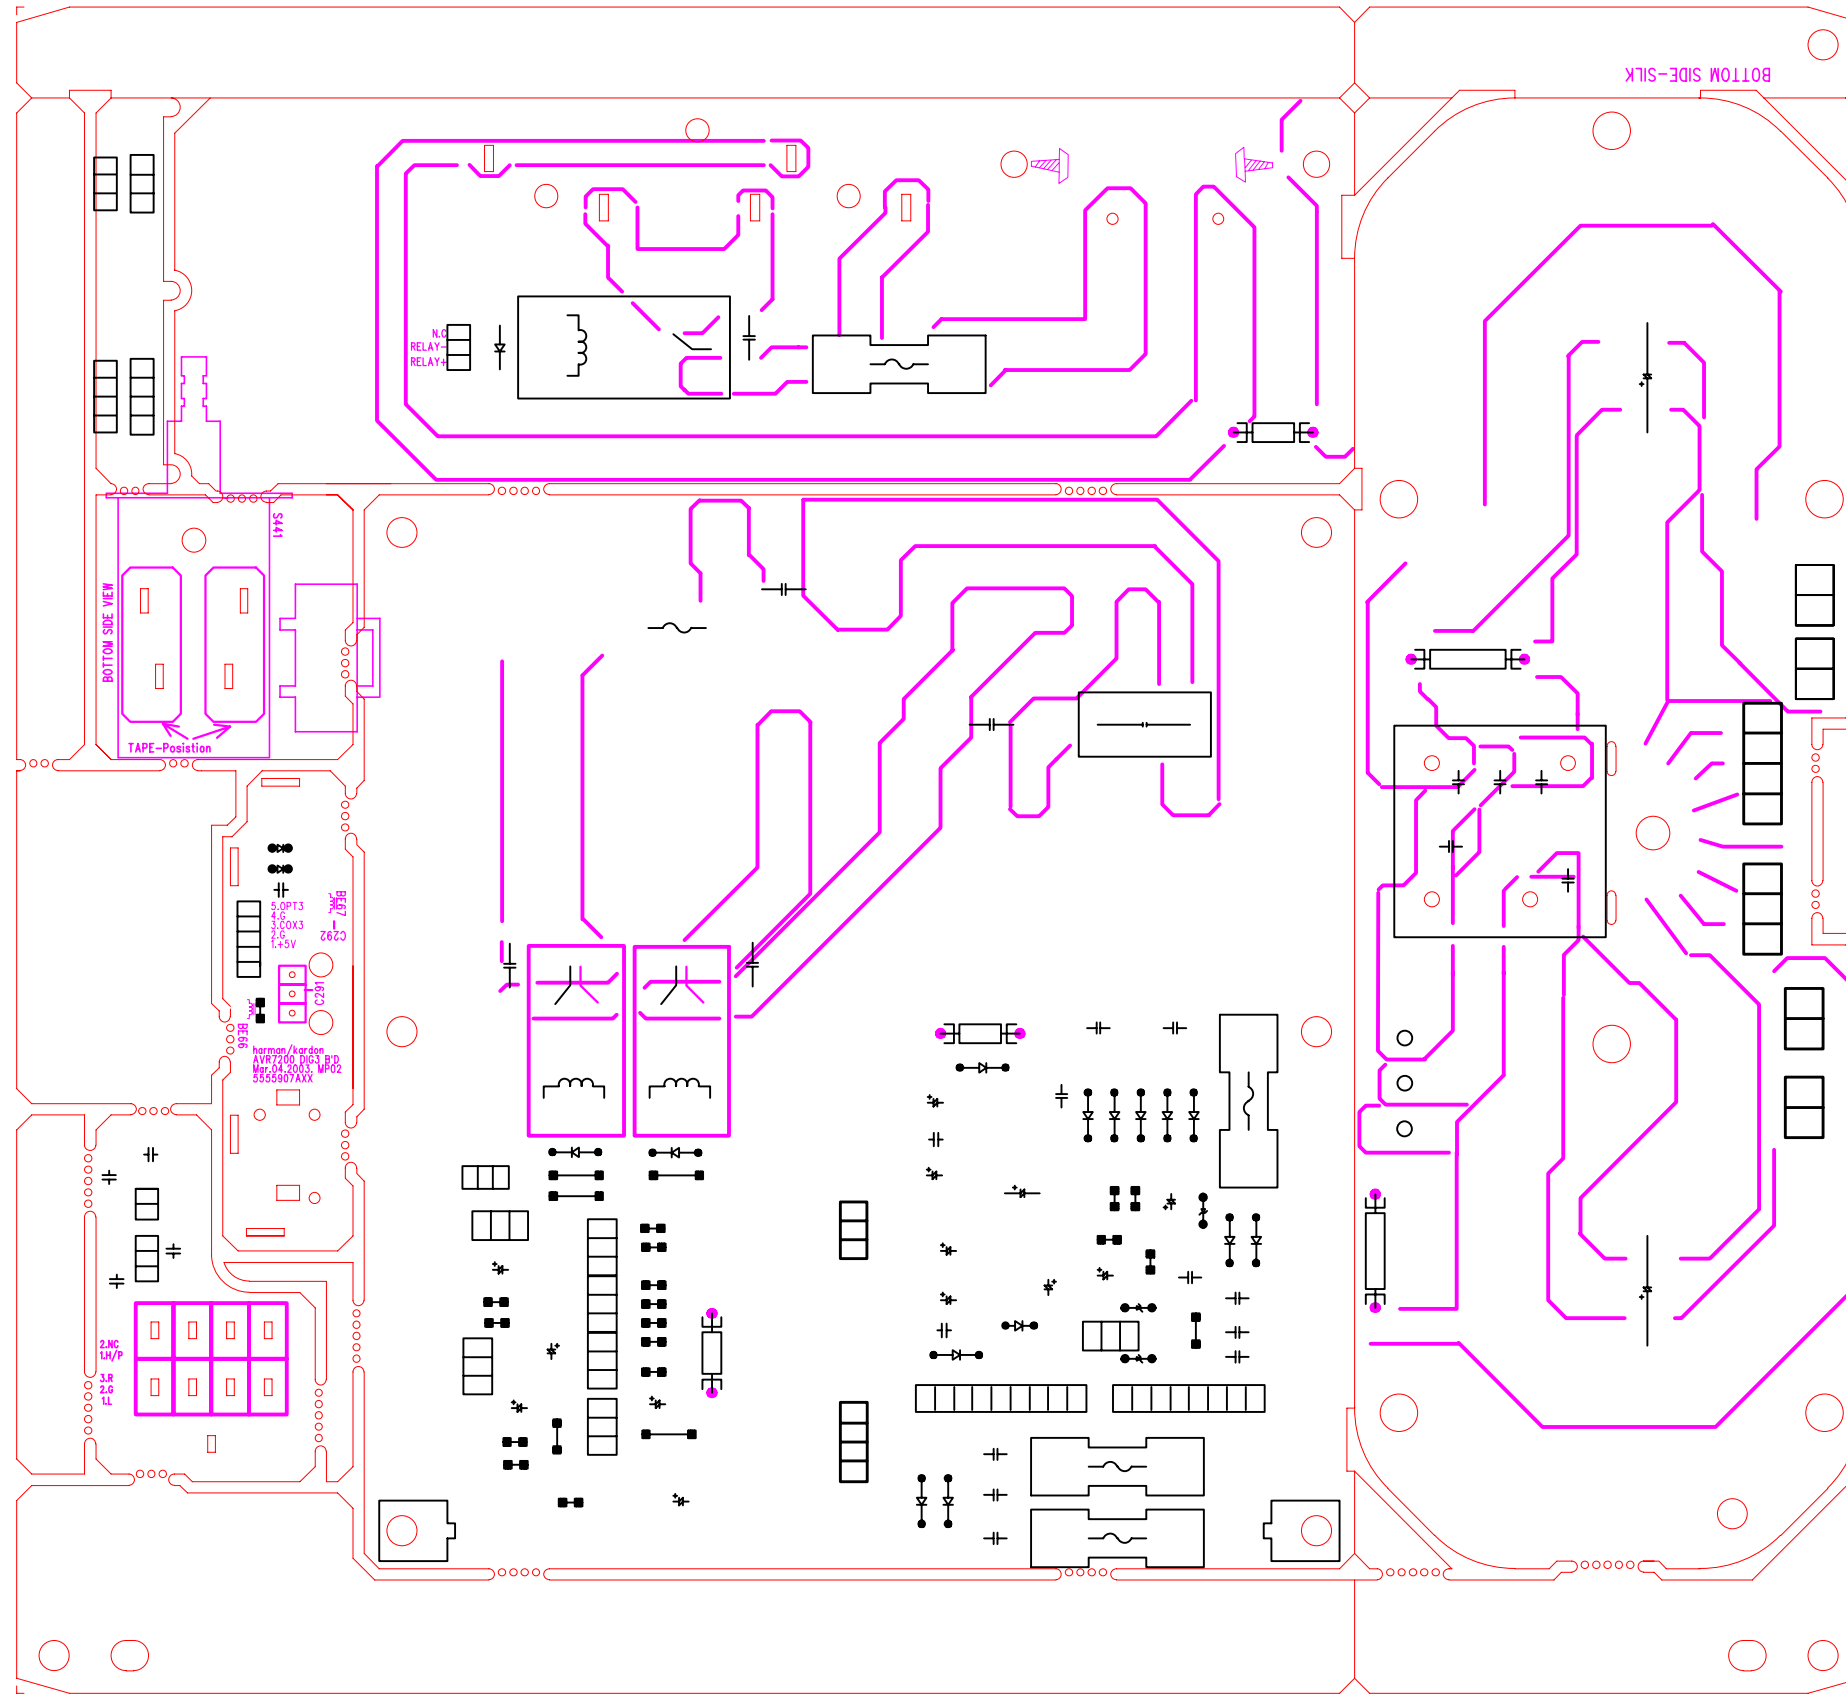 BOTTOM SIDE-SILK
N.C
RELAY-
RELAY+
S441
BOTTOM SIDE VIEW
TAPE-Posistion
5.OPT3
4.G
3.COX3
2.G
1.+5V
BE67
C292
C291
BE66
harman/kardon
AVR7200 DIG3 B'D
Mar.04.2003. MP02
5555907AXX
2.NC
1.H/P
3.R
2.G
1.L